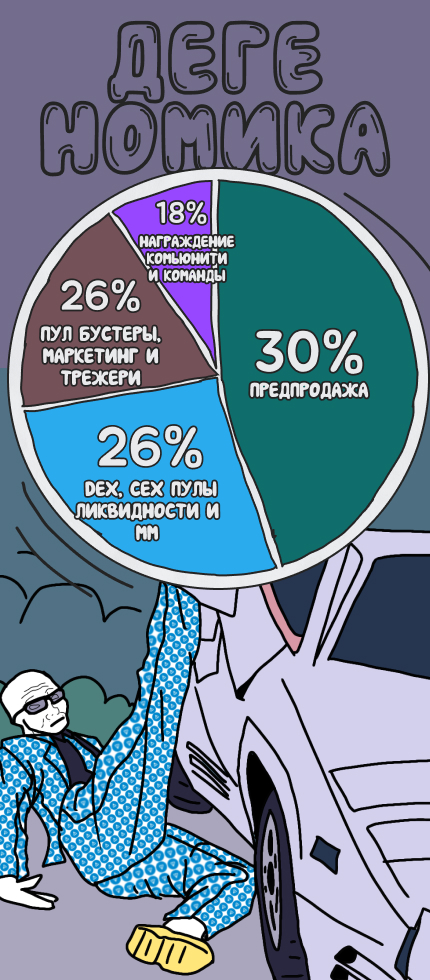 ДЕГЕ
НОМИКА
18%
НАГРАЖДЕНИЕ
КОМЬЮНИТИ
И КОМАНДЫ
26%
ПУЛ БУСТЕРЫ,
МАРКЕТИНГ И
ТРЕЖЕРИ
30%
ПРЕДПРОДАЖА
26%
DEX, CEX ПУЛЫ
ЛИКВИДНОСТИ И
ММ